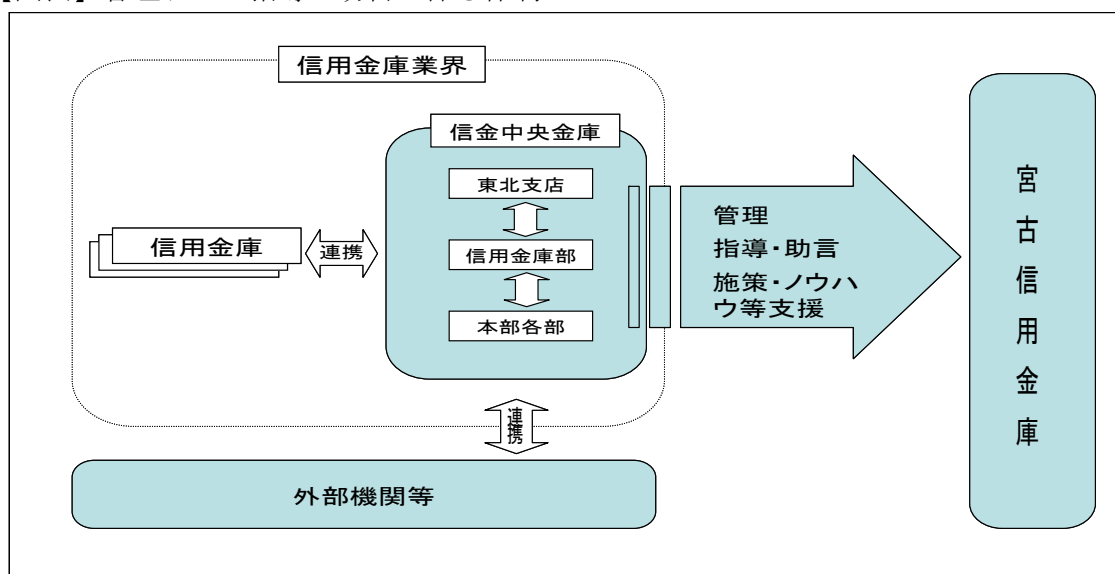 信用金庫業界
信金中央金庫
東北支店
信用金庫
連携
信用金庫部
本部各部
管理
指導・助言
施策・ノウハ
ウ等支援
宮古信用金庫
連携
外部機関等